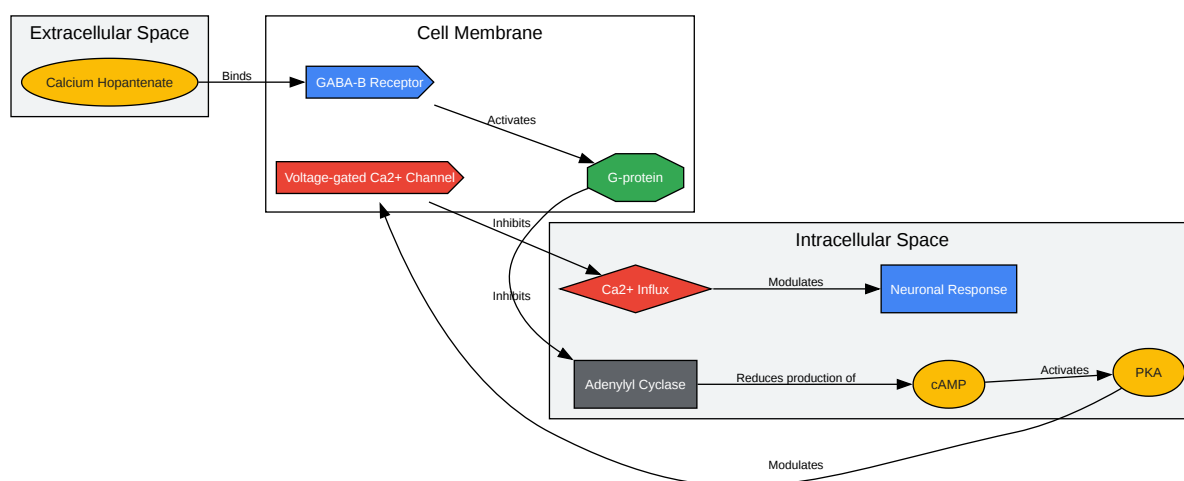 Extracellular Space
Cell Membrane
Calcium Hopantenate
Binds
GABA-B Receptor
Activates
Voltage-gated Ca2+ Channel
G-protein
Inhibits
Intracellular Space
Ca2+ Influx
Modulates
Neuronal Response
Inhibits
Adenylyl Cyclase
Reduces production of
cAMP
Activates
PKA
Modulates